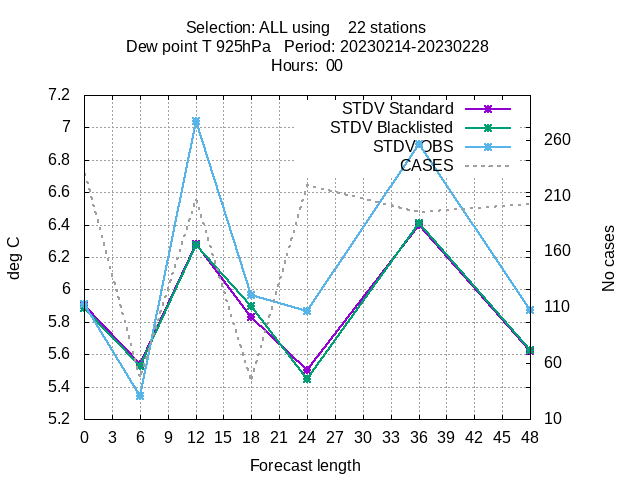 Selection: ALL using    22 stations
Dew point T 925hPa   Period: 20230214-20230228
Hours:  00
7.2
7
6.8
6.6
6.4
6.2
6
5.8
5.6
5.4
5.2
deg C
STDV Standard
STDV Blacklisted
STDV OBS
CASES
260
210
160
110
60
10
No cases
0 3 6 9 12 15 18 21 24 27 30 33 36 39 42 45 48
Forecast length